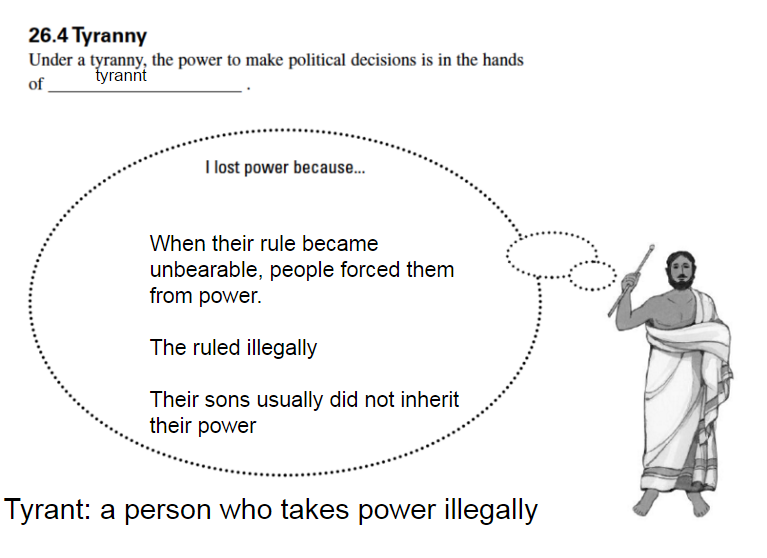 26.4 Tyranny
Under a tyranny, the power to make political decisions is in the hands
tyrannt
of ____________________ .
I lost power because...
When their rule became
unbearable, people forced them
from power.
The ruled illegally
Their sons usually did not inherit
their power
Tyrant: a person who takes power illegally